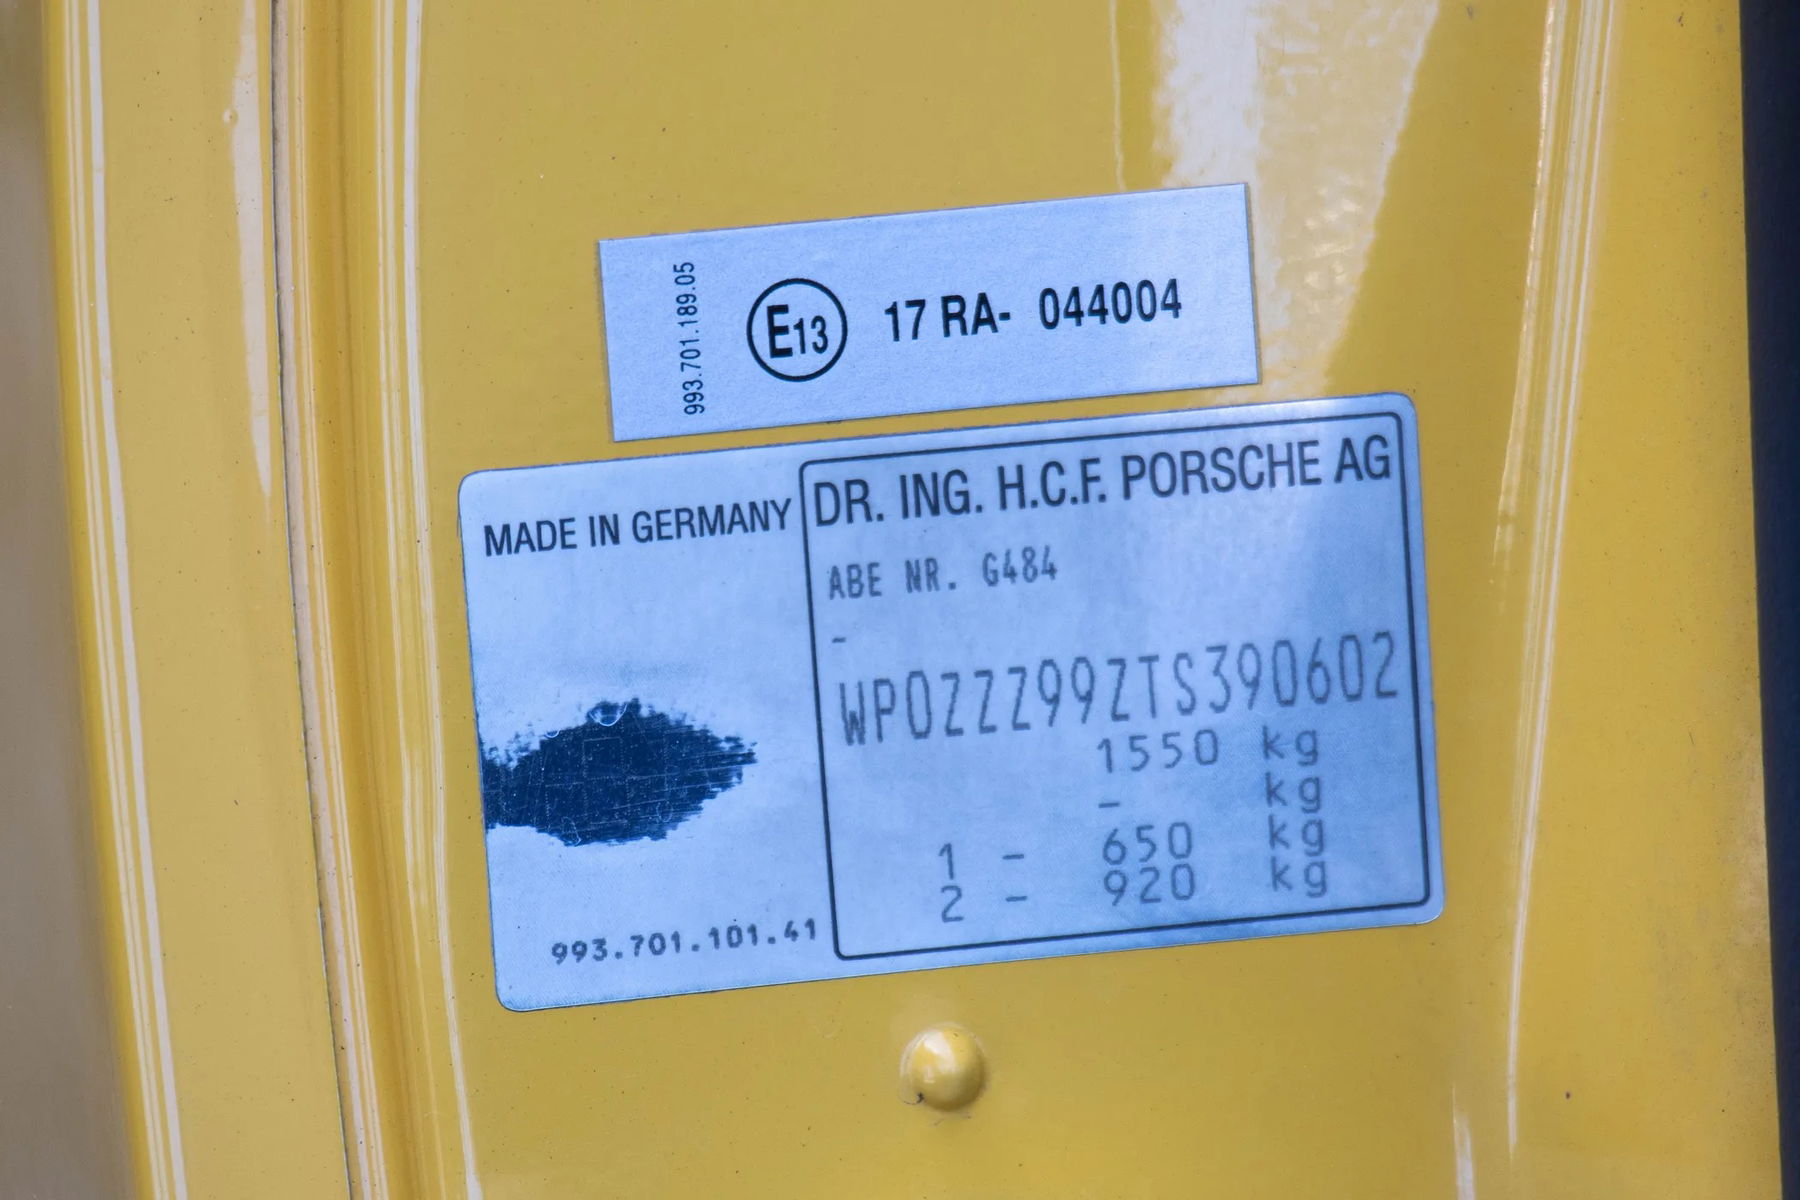 993.701.189.05
E13 17 RA- 044004
MADE IN GERMANY
DR. ING. H.C.F. PORSCHE AG
ABE NR. G484
-
WP0ZZZ99ZTS390602
1550 kg
- kg
1 - 650 kg
2 - 920 kg
993.701.101.41